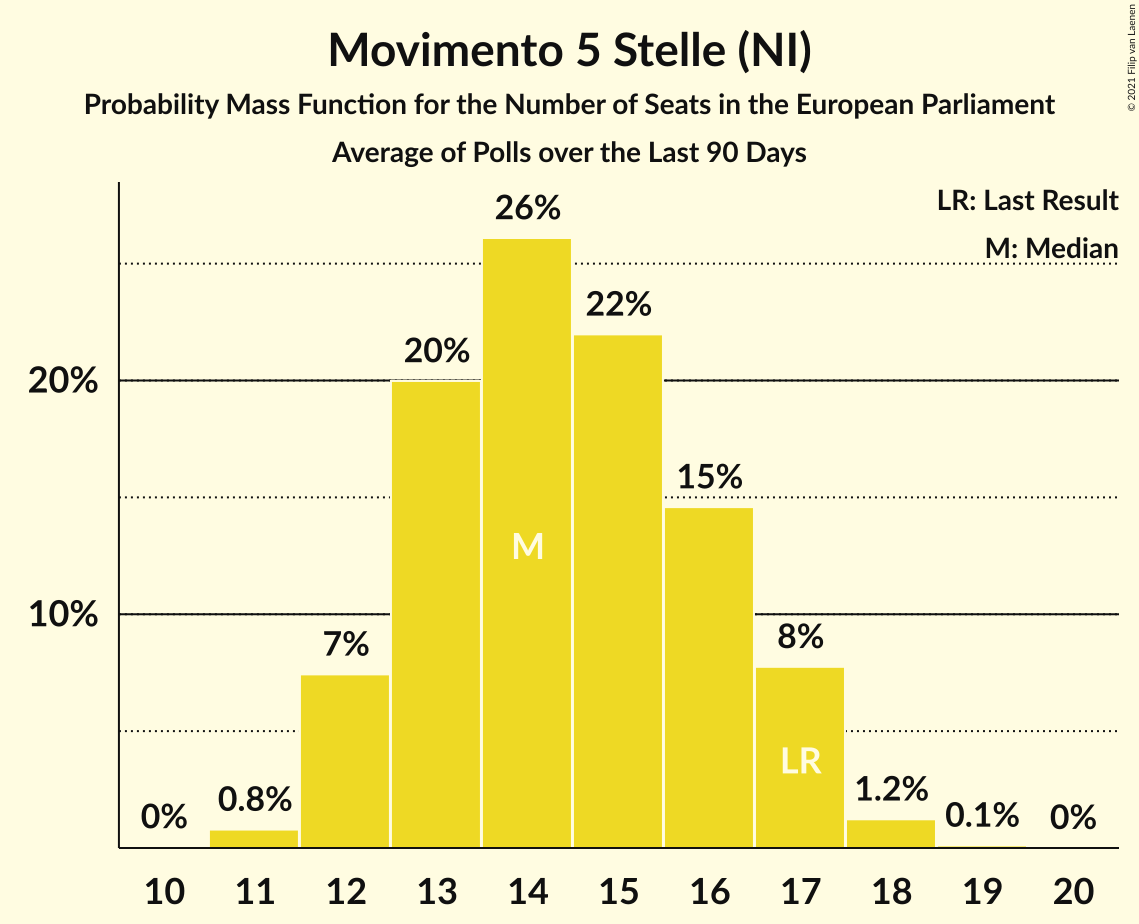 Movimento 5 Stelle (NI)
Probability Mass Function for the Number of Seats in the European Parliament
Average of Polls over the Last 90 Days
© 2021 Filip van Laenen
LR: Last Result
M: Median
26%
22%
20%
20%
15%
M
10%
8%
7%
LR
1.2%
0.8%
0.1%
0%
0%
10 11 12 13 14 15 16 17 18 19 20